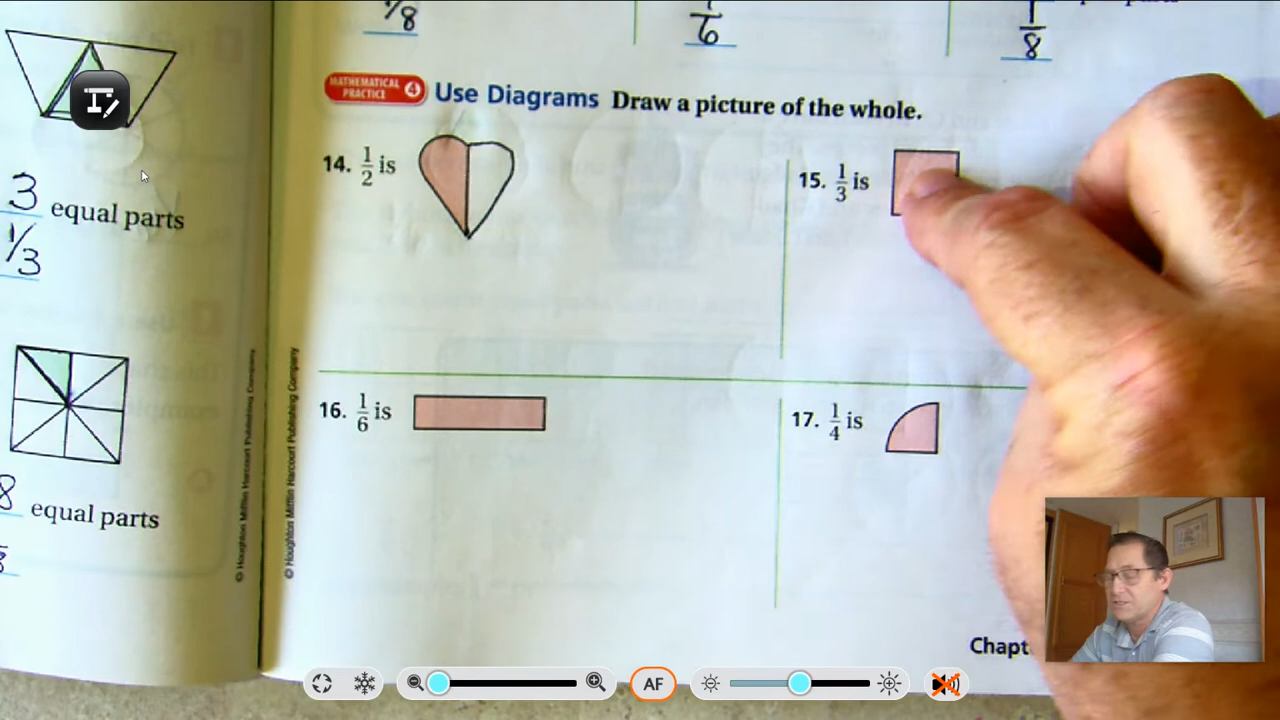 1/8
1/6
1/8
MATHEMATICAL PRACTICE 4 Use Diagrams Draw a picture of the whole.
14. 1/2 is
15. 1/3 is
3 equal parts
1/3
16. 1/6 is
17. 1/4 is
8 equal parts
© Houghton Mifflin Harcourt Publishing Company
© Houghton Mifflin Harcourt Publishing Company
AF